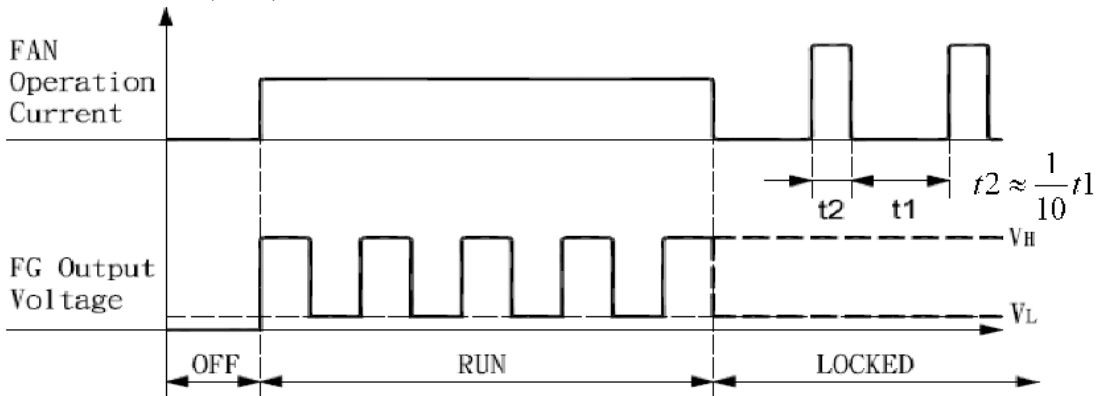 FAN
Operation
Current
t2
t1
t2 ≈ 1/10 t1
FG Output
Voltage
VH
VL
OFF
RUN
LOCKED